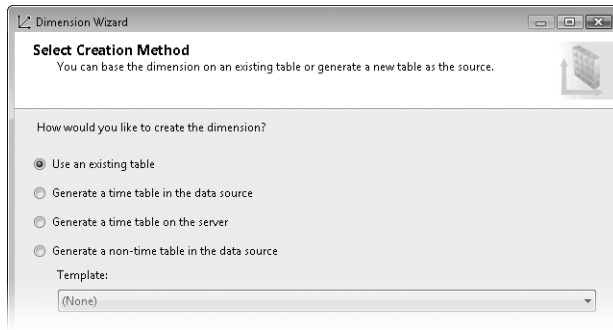 Dimension Wizard
Select Creation Method
You can base the dimension on an existing table or generate a new table as the source.
How would you like to create the dimension?
Use an existing table
Generate a time table in the data source
Generate a time table on the server
Generate a non-time table in the data source
Template:
(None)